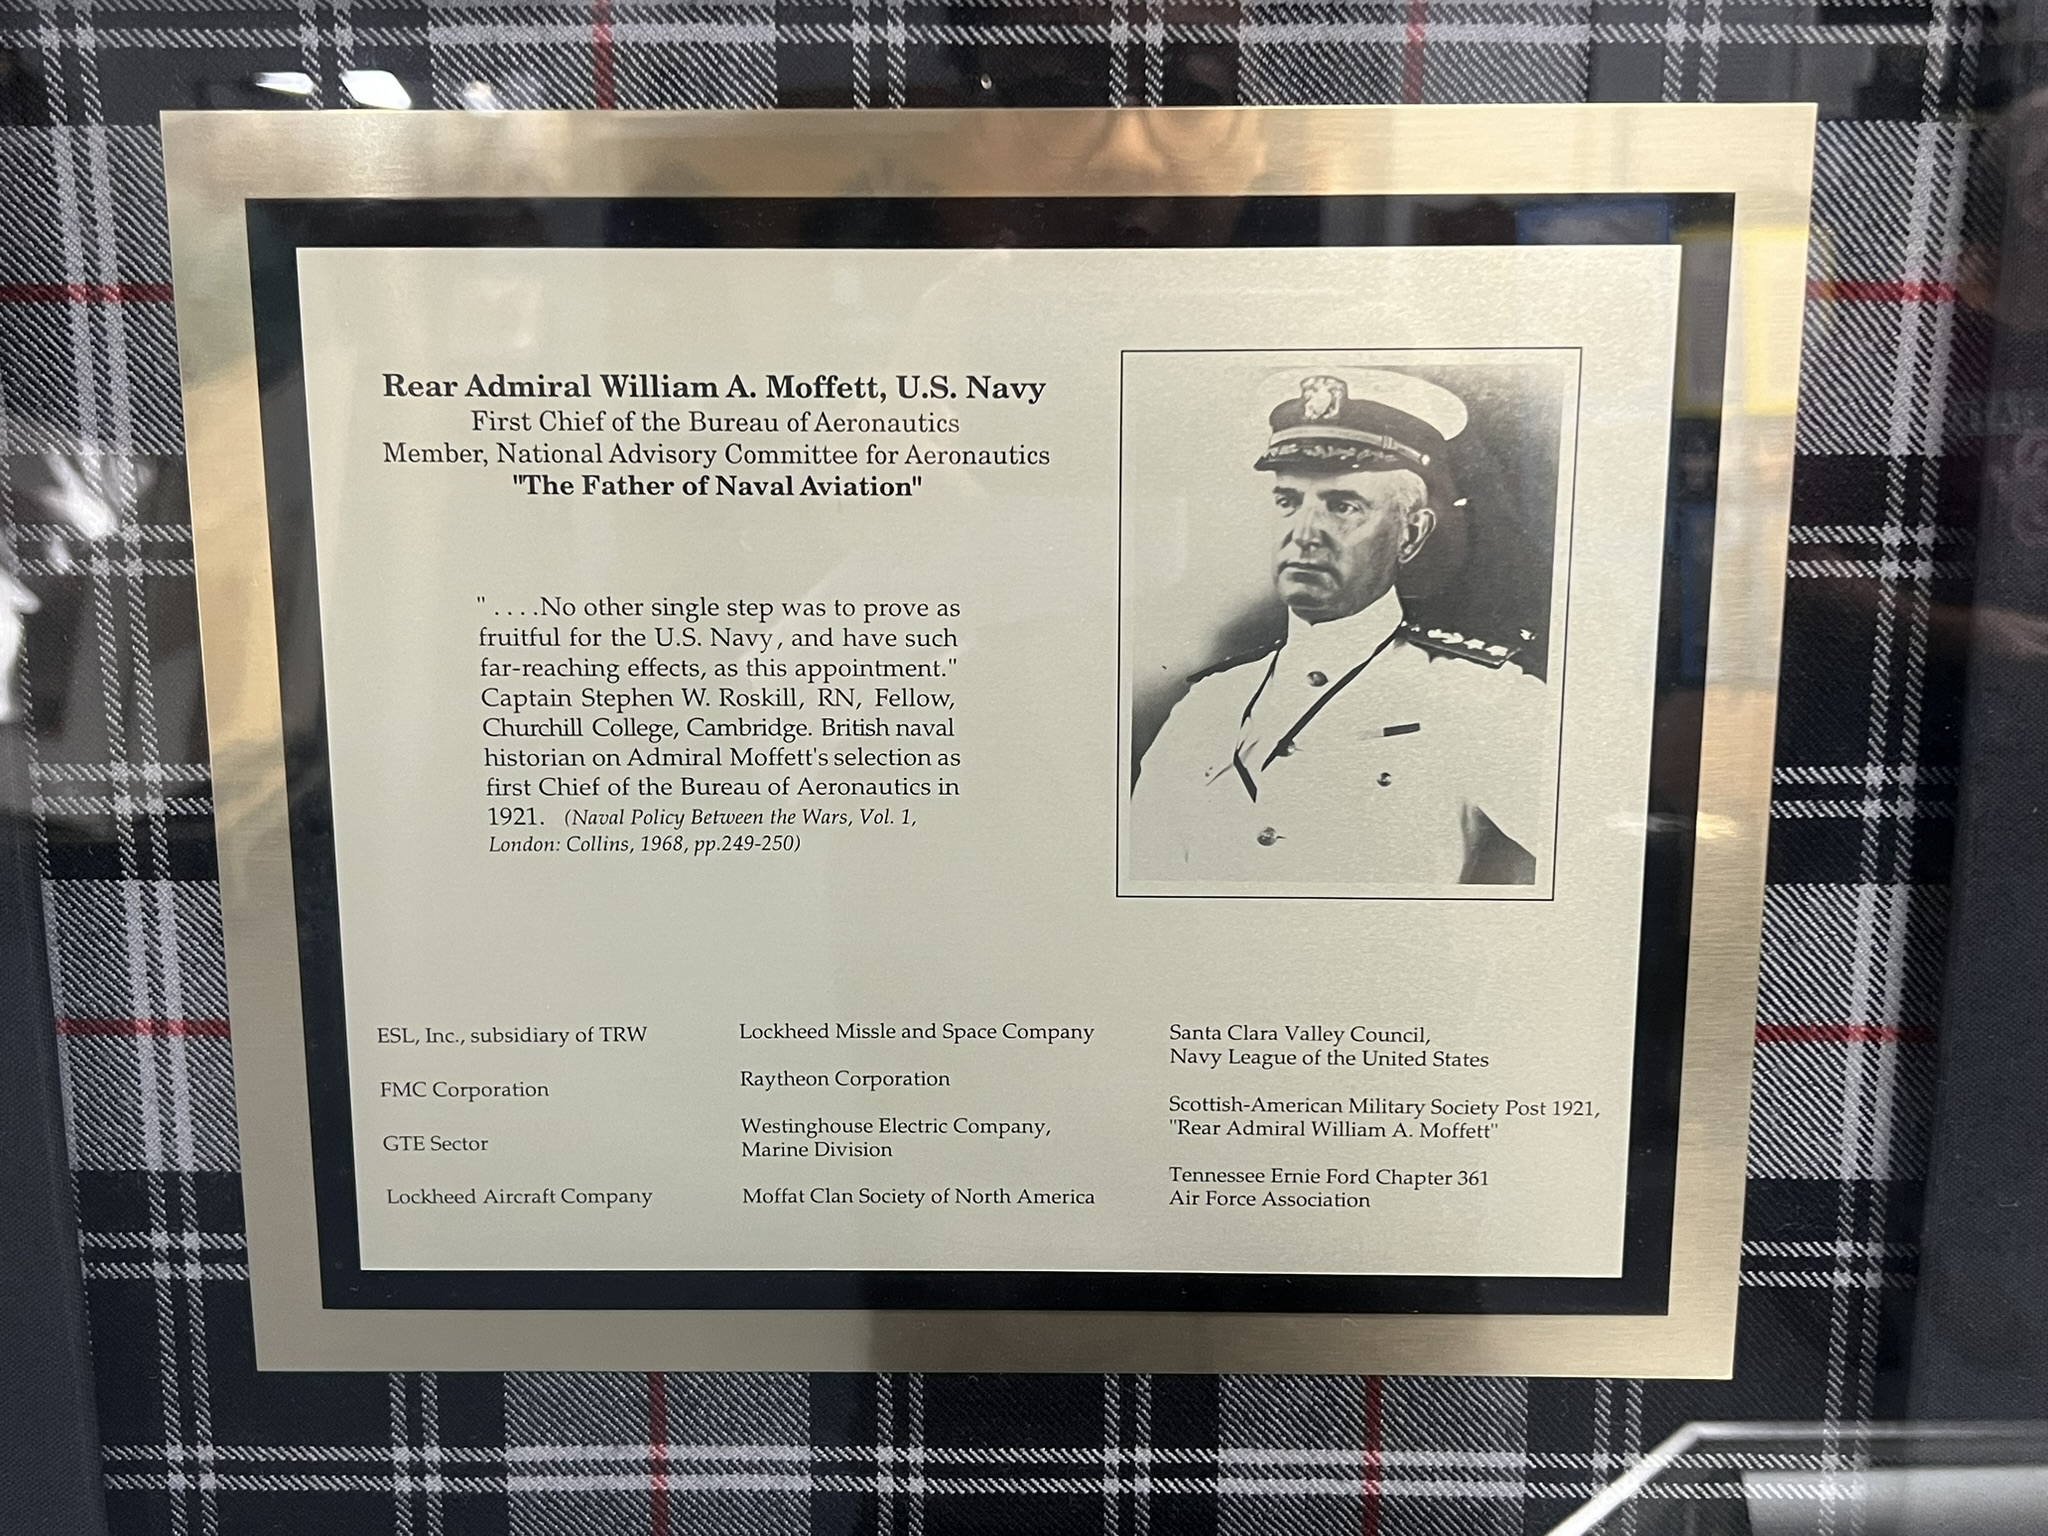 Rear Admiral William A. Moffett, U.S. Navy
First Chief of the Bureau of Aeronautics
Member, National Advisory Committee for Aeronautics
"The Father of Naval Aviation"
" . . . .No other single step was to prove as
fruitful for the U.S. Navy, and have such
far-reaching effects, as this appointment."
Captain Stephen W. Roskill, RN, Fellow,
Churchill College, Cambridge. British naval
historian on Admiral Moffett's selection as
first Chief of the Bureau of Aeronautics in
1921. (Naval Policy Between the Wars, Vol. 1,
London: Collins, 1968, pp.249-250)
ESL, Inc., subsidiary of TRW
FMC Corporation
GTE Sector
Lockheed Aircraft Company
Lockheed Missle and Space Company
Raytheon Corporation
Westinghouse Electric Company,
Marine Division
Moffat Clan Society of North America
Santa Clara Valley Council,
Navy League of the United States
Scottish-American Military Society Post 1921,
"Rear Admiral William A. Moffett"
Tennessee Ernie Ford Chapter 361
Air Force Association